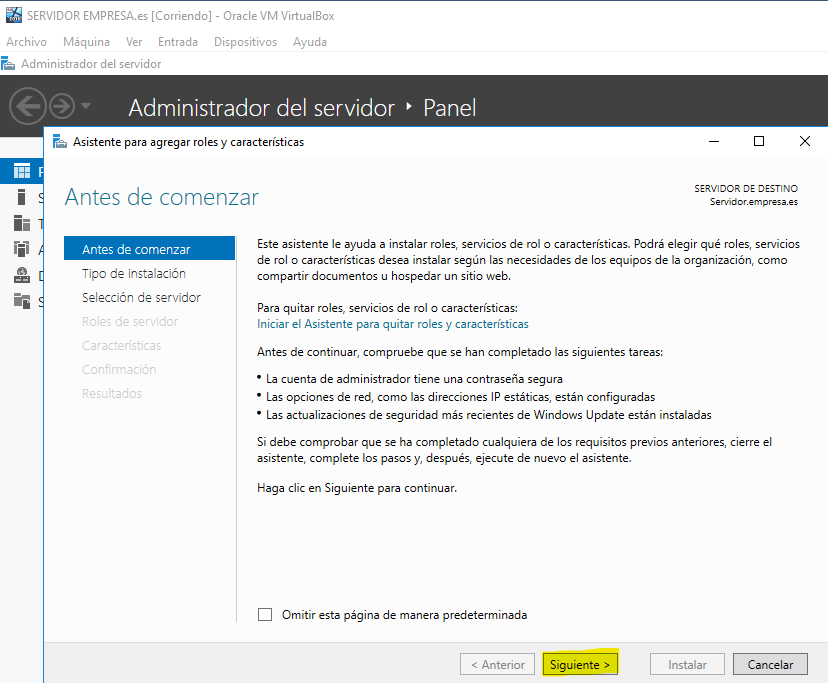 SERVIDOR EMPRESA.es [Corriendo] - Oracle VM VirtualBox
Archivo Máquina Ver Entrada Dispositivos Ayuda
Administrador del servidor
Administrador del servidor Panel
Asistente para agregar roles y características
Antes de comenzar
SERVIDOR DE DESTINO
Servidor.empresa.es
Antes de comenzar
Tipo de instalación
Selección de servidor
Roles de servidor
Características
Confirmación
Resultados
Este asistente le ayuda a instalar roles, servicios de rol o características. Podrá elegir qué roles, servicios
de rol o características desea instalar según las necesidades de los equipos de la organización, como
compartir documentos u hospedar un sitio web.
Para quitar roles, servicios de rol o características:
Iniciar el Asistente para quitar roles y características
Antes de continuar, compruebe que se han completado las siguientes tareas:
• La cuenta de administrador tiene una contraseña segura
• Las opciones de red, como las direcciones IP estáticas, están configuradas
• Las actualizaciones de seguridad más recientes de Windows Update están instaladas
Si debe comprobar que se ha completado cualquiera de los requisitos previos anteriores, cierre el
asistente, complete los pasos y, después, ejecute de nuevo el asistente.
Haga clic en Siguiente para continuar.
Omitir esta página de manera predeterminada
< Anterior Siguiente > Instalar Cancelar